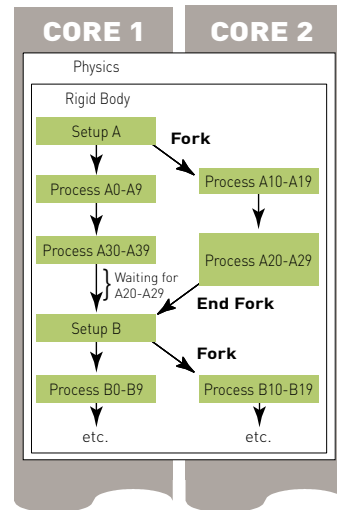 CORE 1
CORE 2
Physics
Rigid Body
Setup A
Fork
Process A0-A9
Process A10-A19
Process A30-A39
Process A20-A29
Waiting for
A20-A29
End Fork
Setup B
Fork
Process B0-B9
Process B10-B19
etc.
etc.